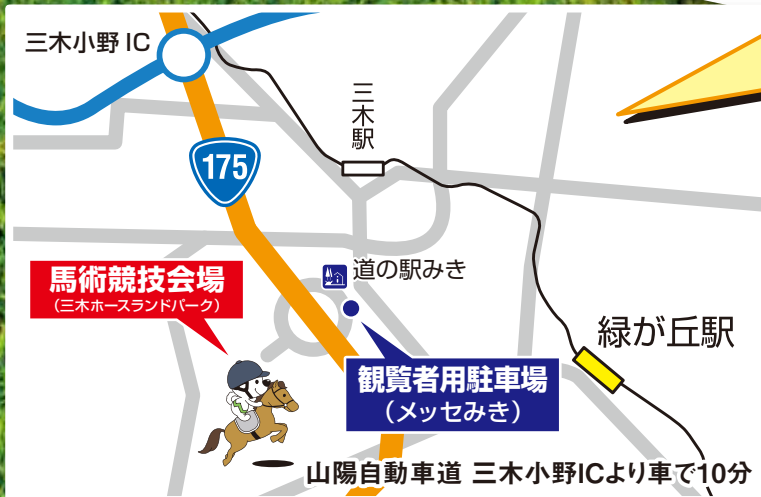 三木小野 IC
三木駅
175
道の駅みき
馬術競技会場
（三木ホースランドパーク）
緑が丘駅
観覧者用駐車場
（メッセみき）
山陽自動車道 三木小野ICより車で10分